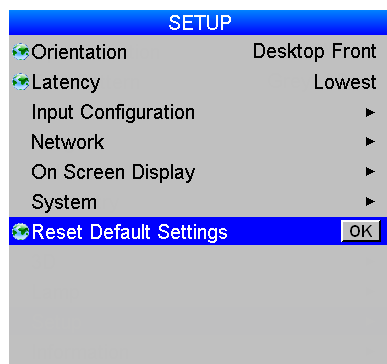 SETUP
Orientation Desktop Front
Latency Lowest
Input Configuration
Network
On Screen Display
System
Reset Default Settings OK